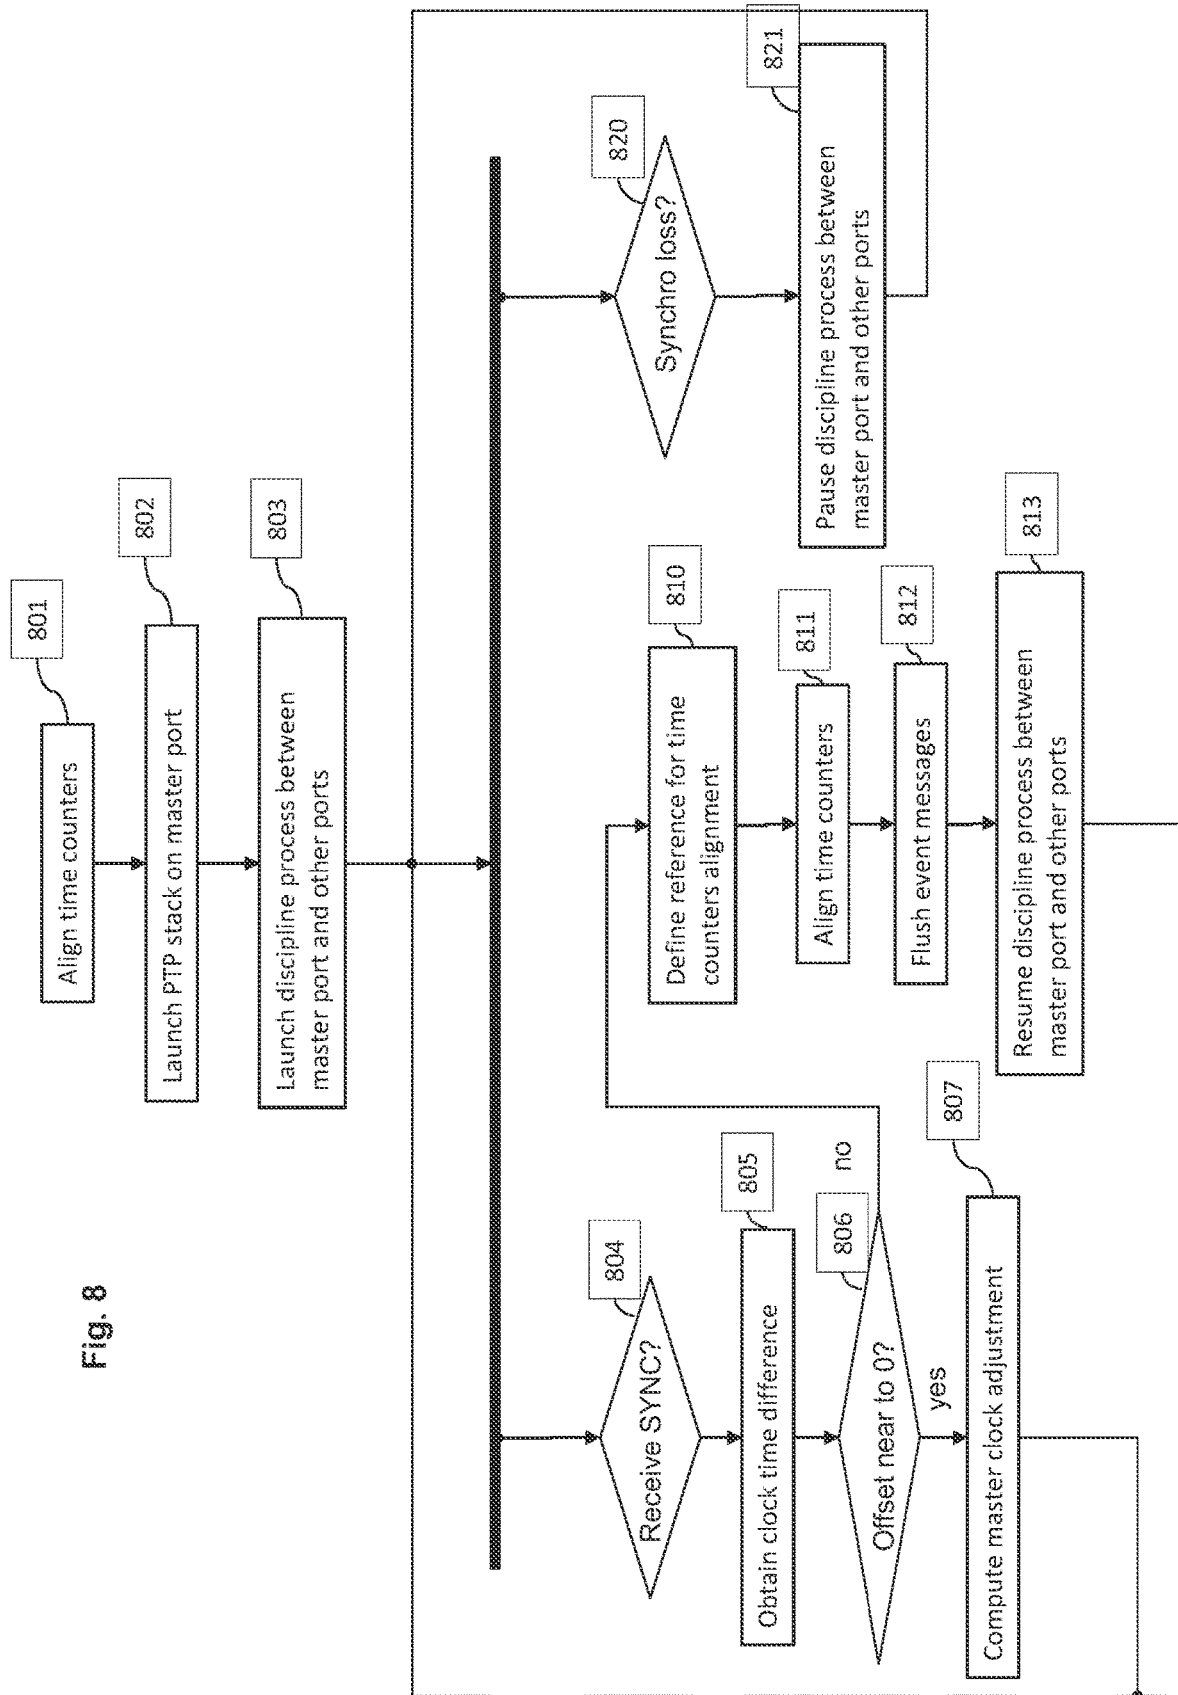 Fig. 8
Align time counters
801
Launch PTP stack on master port
802
Launch discipline process between
master port and other ports
803
Receive SYNC?
804
Obtain clock time difference
805
Offset near to 0?
806
no
yes
Compute master clock adjustment
807
Define reference for time
counters alignment
810
Align time counters
811
Flush event messages
812
Resume discipline process between
master port and other ports
813
Synchro loss?
820
Pause discipline process between
master port and other ports
821